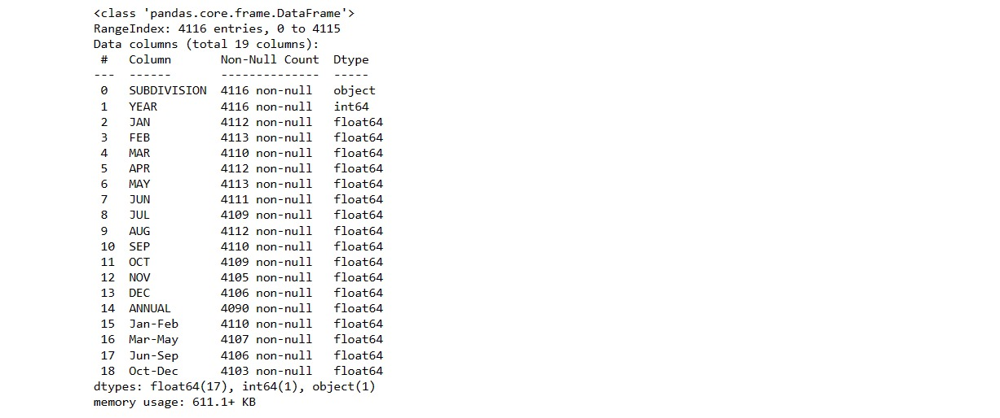 <class 'pandas.core.frame.DataFrame'>
RangeIndex: 4116 entries, 0 to 4115
Data columns (total 19 columns):
 #   Column       Non-Null Count  Dtype
---  ------       --------------  -----
 0   SUBDIVISION  4116 non-null   object
 1   YEAR         4116 non-null   int64
 2   JAN          4112 non-null   float64
 3   FEB          4113 non-null   float64
 4   MAR          4110 non-null   float64
 5   APR          4112 non-null   float64
 6   MAY          4113 non-null   float64
 7   JUN          4111 non-null   float64
 8   JUL          4109 non-null   float64
 9   AUG          4112 non-null   float64
 10  SEP          4110 non-null   float64
 11  OCT          4109 non-null   float64
 12  NOV          4105 non-null   float64
 13  DEC          4106 non-null   float64
 14  ANNUAL       4090 non-null   float64
 15  Jan-Feb      4110 non-null   float64
 16  Mar-May      4107 non-null   float64
 17  Jun-Sep      4106 non-null   float64
 18  Oct-Dec      4103 non-null   float64
dtypes: float64(17), int64(1), object(1)
memory usage: 611.1+ KB